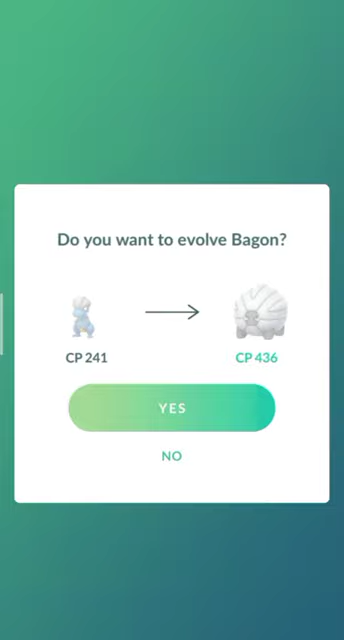 Do you want to evolve Bagon?
CP 241
CP 436
YES
NO